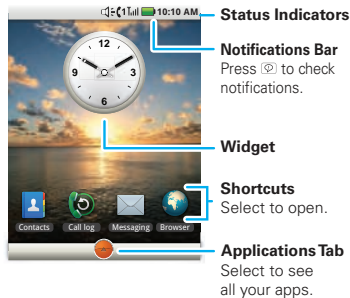 10:10 AM
Status Indicators
Notifications Bar
Press to check
notifications.
12
9
3
6
Widget
Shortcuts
Select to open.
Contacts
Call log
Messaging
Browser
Applications Tab
Select to see
all your apps.